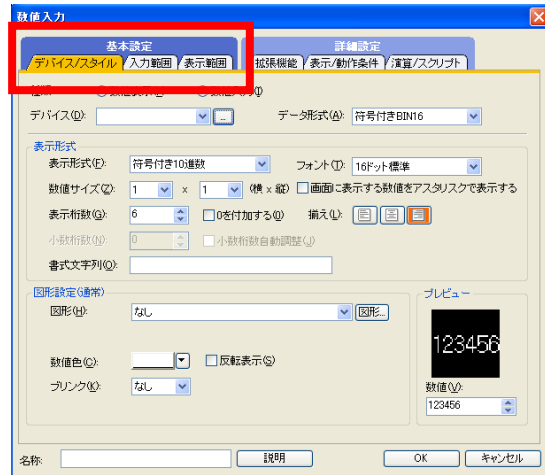 数値入力
基本設定 詳細設定
デバイス/スタイル 入力範囲 表示範囲 拡張機能 表示/動作条件 演算/スクリプト
デバイス(D): ... データ形式(A): 符号付きBIN16
表示形式
表示形式(F): 符号付き10進数 フォント(T): 16ドット標準
数値サイズ(Z): 1 x 1 (横 x 縦) 画面に表示する数値をアスタリスクで表示する
表示桁数(G): 6 0を付加する(0) 揃え(L):
小数桁数(N): 0 小数桁数自動調整(J)
書式文字列(O):
図形設定(通常) プレビュー
図形(H): なし 図形...
123456
数値色(C): 反転表示(S)
ブリンク(K): なし 数値(V):
123456
名称: 説明 OK キャンセル